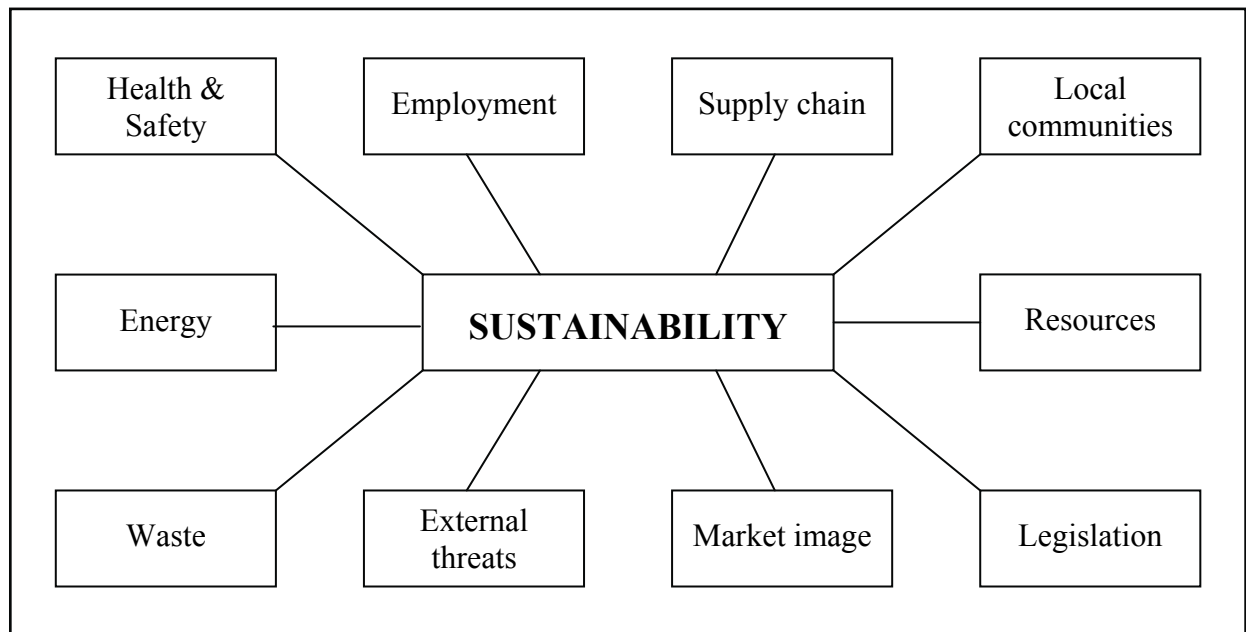 Health &
Safety
Employment
Supply chain
Local
communities
Energy
SUSTAINABILITY
Resources
Waste
External
threats
Market image
Legislation